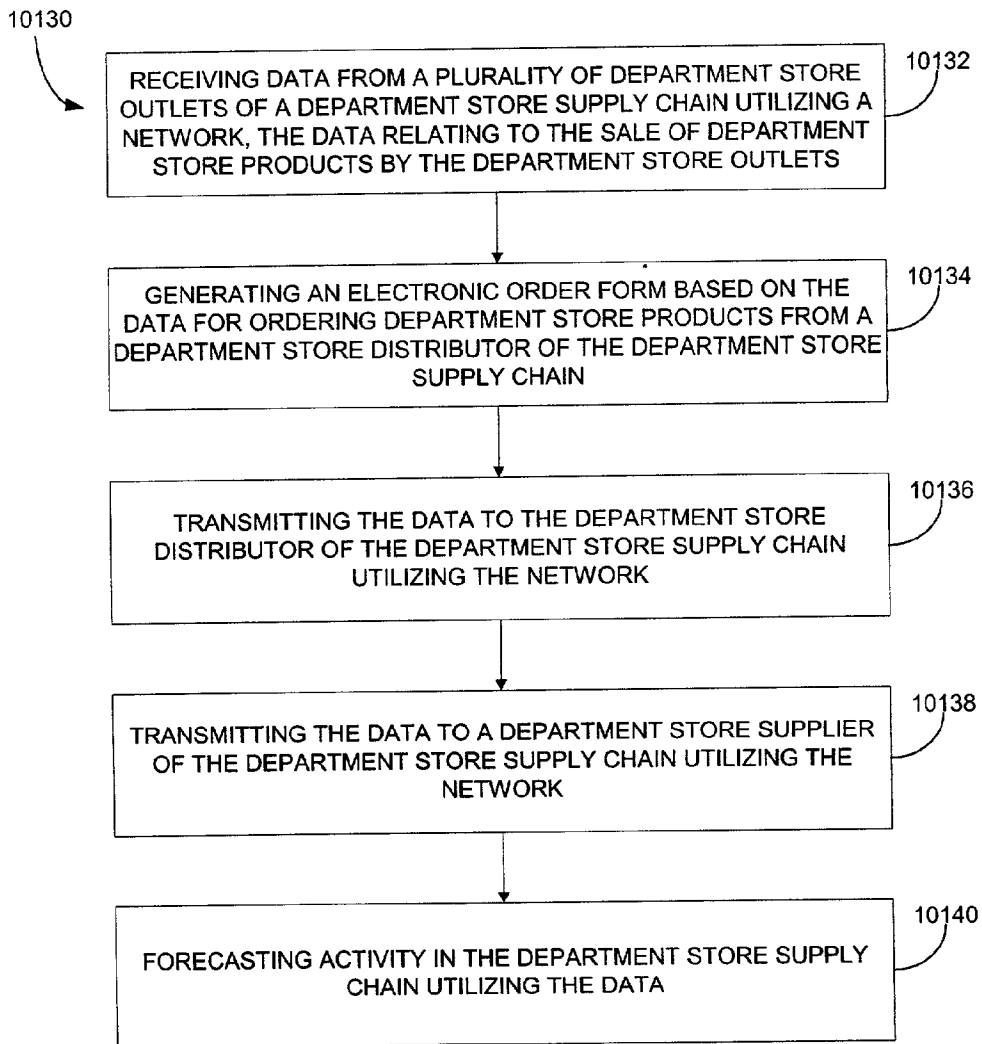 10130
10132
RECEIVING DATA FROM A PLURALITY OF DEPARTMENT STORE
OUTLETS OF A DEPARTMENT STORE SUPPLY CHAIN UTILIZING A
NETWORK, THE DATA RELATING TO THE SALE OF DEPARTMENT
STORE PRODUCTS BY THE DEPARTMENT STORE OUTLETS
10134
GENERATING AN ELECTRONIC ORDER FORM BASED ON THE
DATA FOR ORDERING DEPARTMENT STORE PRODUCTS FROM A
DEPARTMENT STORE DISTRIBUTOR OF THE DEPARTMENT STORE
SUPPLY CHAIN
10136
TRANSMITTING THE DATA TO THE DEPARTMENT STORE
DISTRIBUTOR OF THE DEPARTMENT STORE SUPPLY CHAIN
UTILIZING THE NETWORK
10138
TRANSMITTING THE DATA TO A DEPARTMENT STORE SUPPLIER
OF THE DEPARTMENT STORE SUPPLY CHAIN UTILIZING THE
NETWORK
10140
FORECASTING ACTIVITY IN THE DEPARTMENT STORE SUPPLY
CHAIN UTILIZING THE DATA